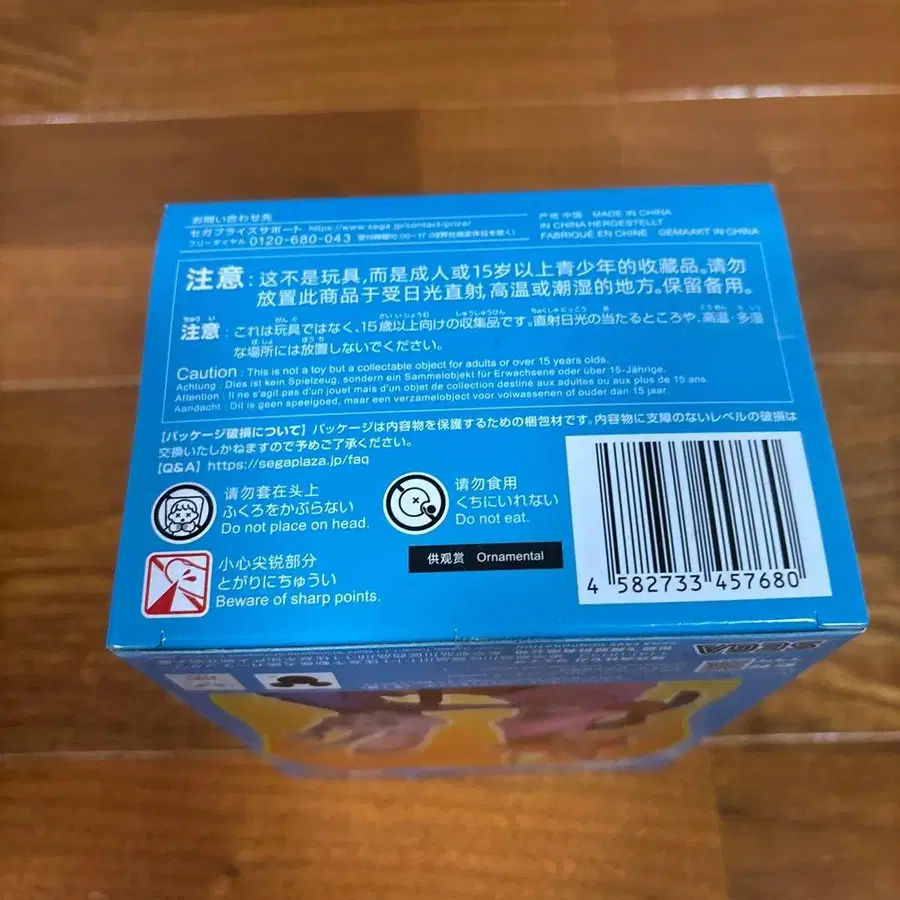 お問い合わせ先
セガプライズサポート https://www.sega.jp/contact/prize/
フリーダイヤル 0120-680-043
产地 中国 MADE IN CHINA
IN CHINA HERGESTELLT
FABRIQUÉ EN CHINE GEMAAKT IN CHINA
注意：这不是玩具,而是成人或15岁以上青少年的收藏品。请勿
放置此商品于受日光直射,高温或潮湿的地方。保留备用。
注意：これは玩具ではなく、15歳以上向けの収集品です。直射日光の当たるところや、高温・多湿
な場所には放置しないでください。
Caution : This is not a toy but a collectable object for adults or over 15 years olds.
Achtung : Dies ist kein Spielzeug, sondern ein Sammelobjekt für Erwachsene oder über 15-Jährige.
Attention : Il ne s'agit pas d'un jouet mais d'un objet de collection destiné aux adultes ou aux plus de 15 ans.
Aandacht : Dit is geen speelgoed, maar een verzamelobject voor volwassenen of ouder dan 15 jaar.
【パッケージ破損について】パッケージは内容物を保護するための梱包材です。内容物に支障のないレベルの破損は
交換いたしかねますので予めご了承ください。
【Q&A】https://segaplaza.jp/faq
请勿套在头上
ふくろをかぶらない
Do not place on head.
请勿食用
くちにいれない
Do not eat.
小心尖锐部分
とがりにちゅうい
Beware of sharp points.
供观赏 Ornamental
4 582733 457680
SEGA